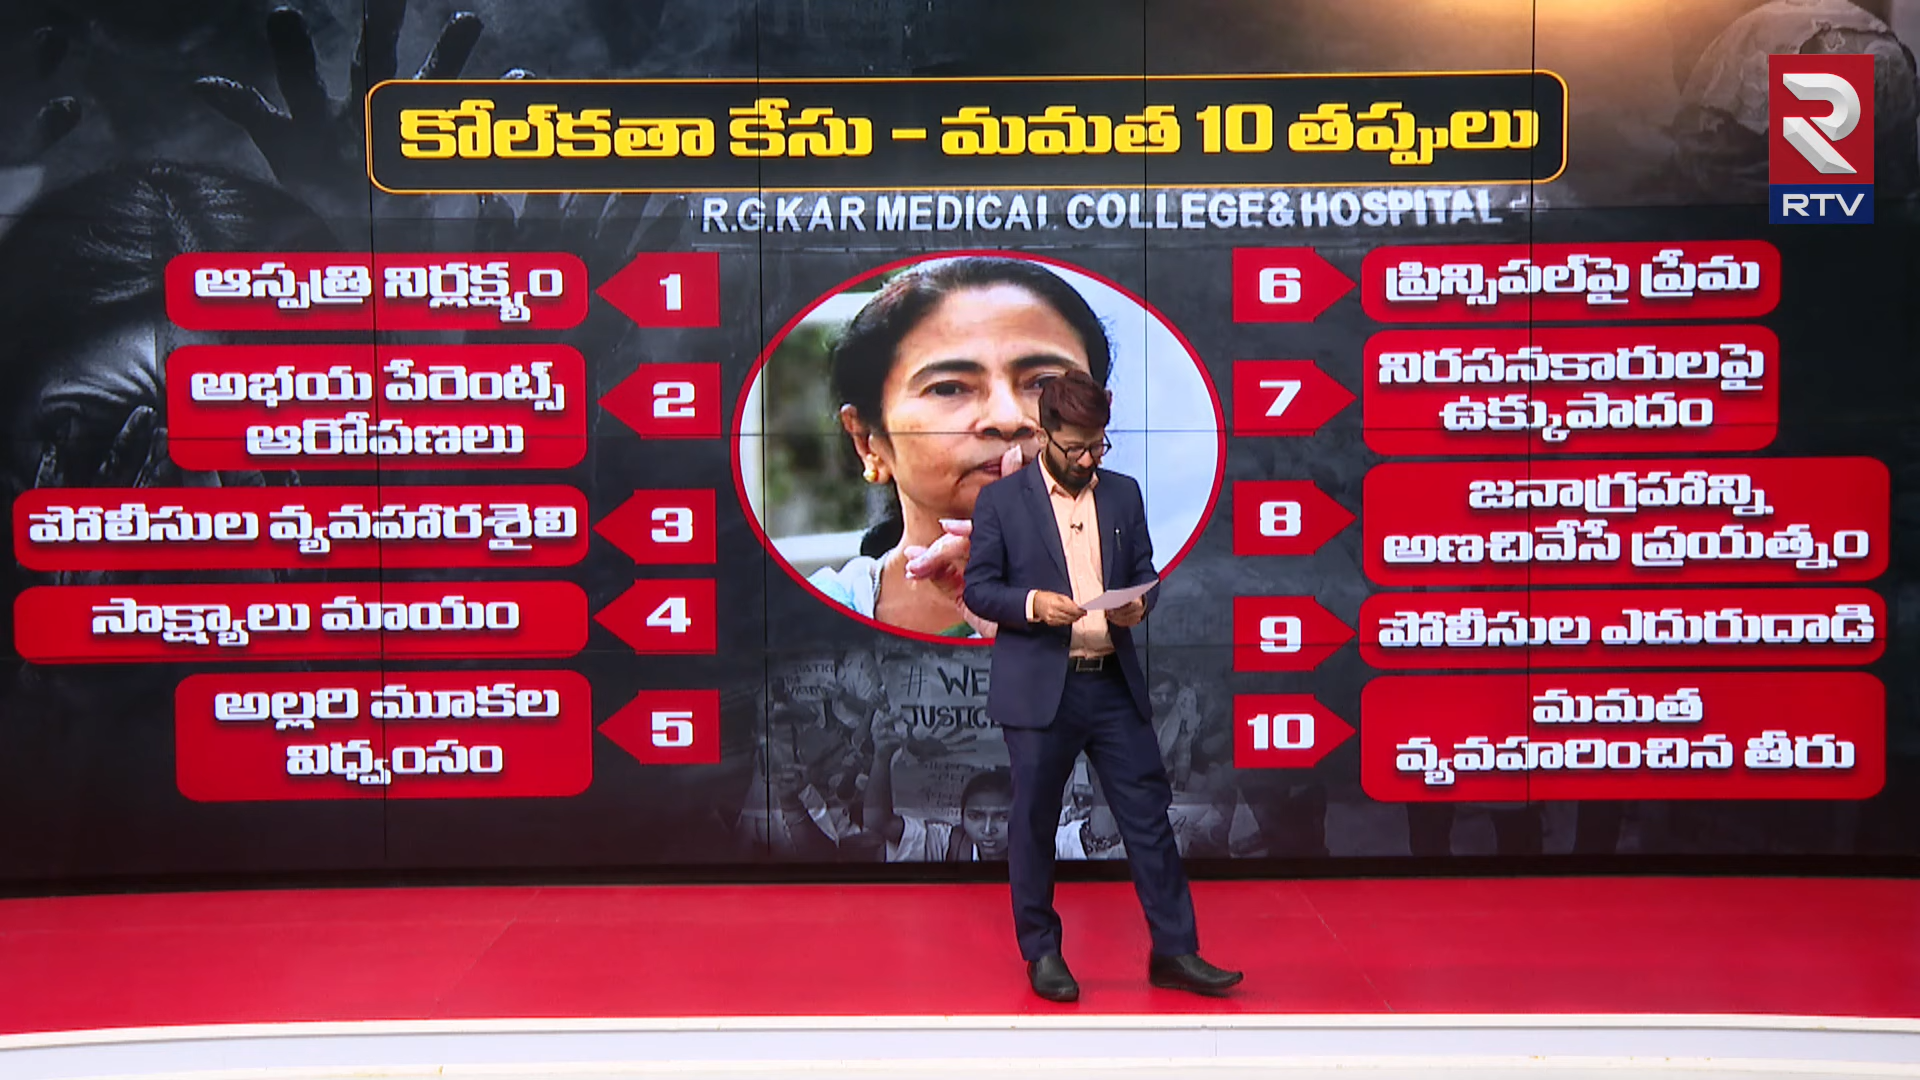 కోల్‌కతా కేసు - మమత 10 తప్పులు
R.G.KAR MEDICAL COLLEGE & HOSPITAL
RTV
1
ఆస్పత్రి నిర్లక్ష్యం
2
అభయ పేరెంట్స్
ఆరోపణలు
3
పోలీసుల వ్యవహారశైలి
4
సాక్ష్యాలు మాయం
5
అల్లరి మూకల
విధ్వంసం
6
ప్రిన్సిపల్‌పై ప్రేమ
7
నిరసనకారులపై
ఉక్కుపాదం
8
జనాగ్రహాన్ని
అణచివేసే ప్రయత్నం
9
పోలీసుల ఎదురుదాడి
10
మమత
వ్యవహరించిన తీరు
# WE
JUSTICE